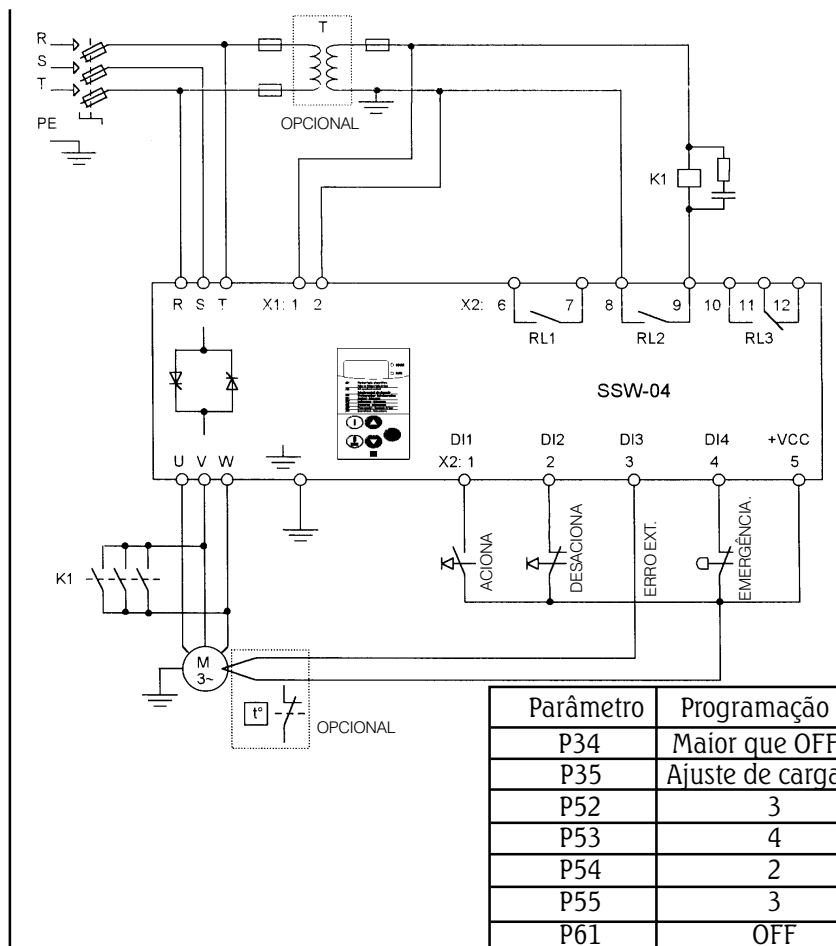 R
S
T
PE
T
OPCIONAL
K1
R S T X1: 1 2 X2: 6 7 8 9 10 11 12
RL1 RL2 RL3
SSW-04
DI1 DI2 DI3 DI4 +VCC
U V W X2: 1 2 3 4 5
ACIONA
DESACIONA
ERRO EXT.
EMERGÊNCIA.
K1
M
3~
t°
OPCIONAL
Parâmetro Programação
P34 Maior que OFF
P35 Ajuste de carga
P52 3
P53 4
P54 2
P55 3
P61 OFF